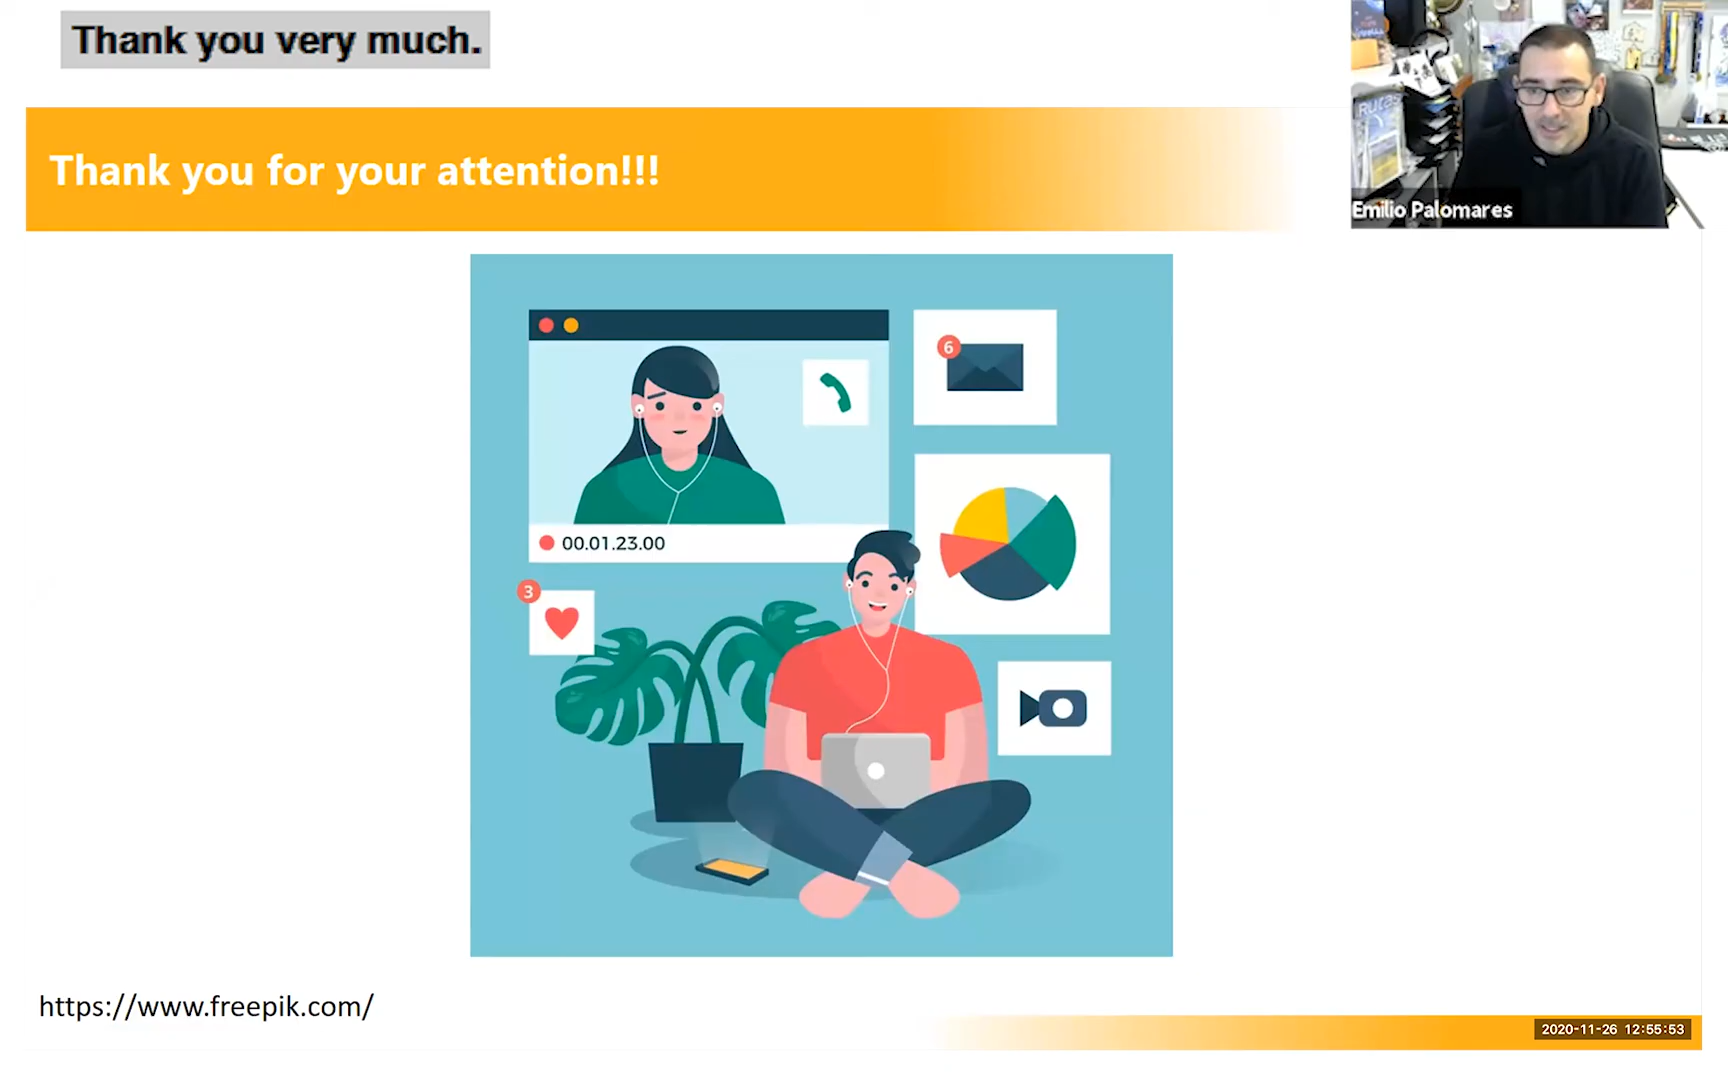 Thank you very much.
Thank you for your attention!!!
RUTAS
Emilio Palomares
6
00.01.23.00
3
https://www.freepik.com/
2020-11-26 12:55:53